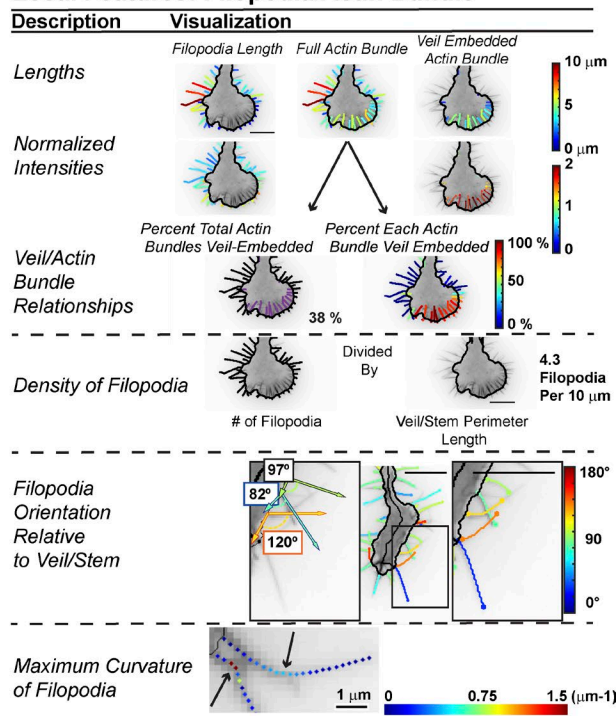 Description Visualization
Filopodia Length Full Actin Bundle Veil Embedded
Actin Bundle
Lengths
10 µm
5
0 µm
Normalized
Intensities
2
1
0
Percent Total Actin Percent Each Actin
Bundles Veil-Embedded Bundle Veil Embedded
Veil/Actin
Bundle
Relationships
38 %
100 %
50
0 %
Density of Filopodia
Divided
By
4.3
Filopodia
Per 10 µm
# of Filopodia Veil/Stem Perimeter
Length
Filopodia
Orientation
Relative
to Veil/Stem
97º
82º
120º
180°
90
0°
Maximum Curvature
of Filopodia
1 µm
0 0.75 1.5 (µm-1)